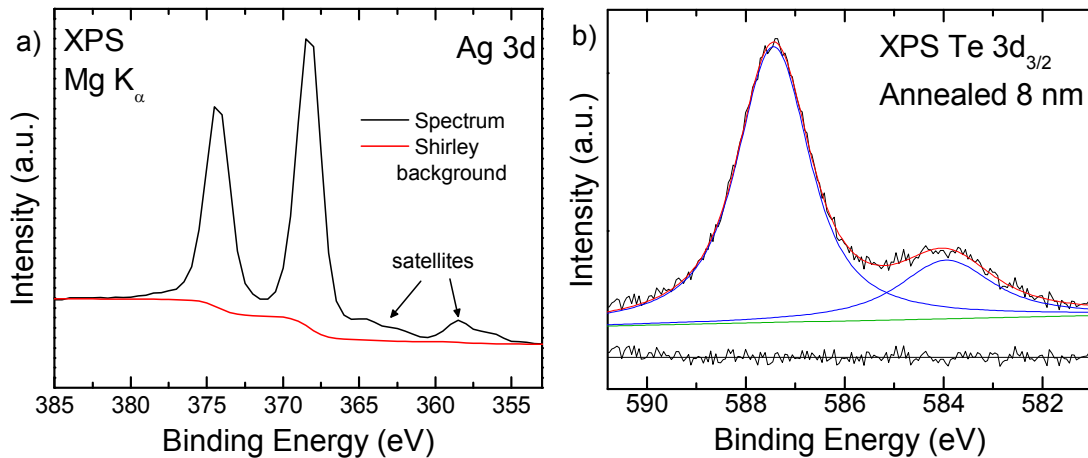 a)
XPS
Mg Kα
Ag 3d
Spectrum
Shirley
background
satellites
Intensity (a.u.)
385 380 375 370 365 360 355
Binding Energy (eV)
b)
XPS Te 3d3/2
Annealed 8 nm
Intensity (a.u.)
590 588 586 584 582
Binding Energy (eV)